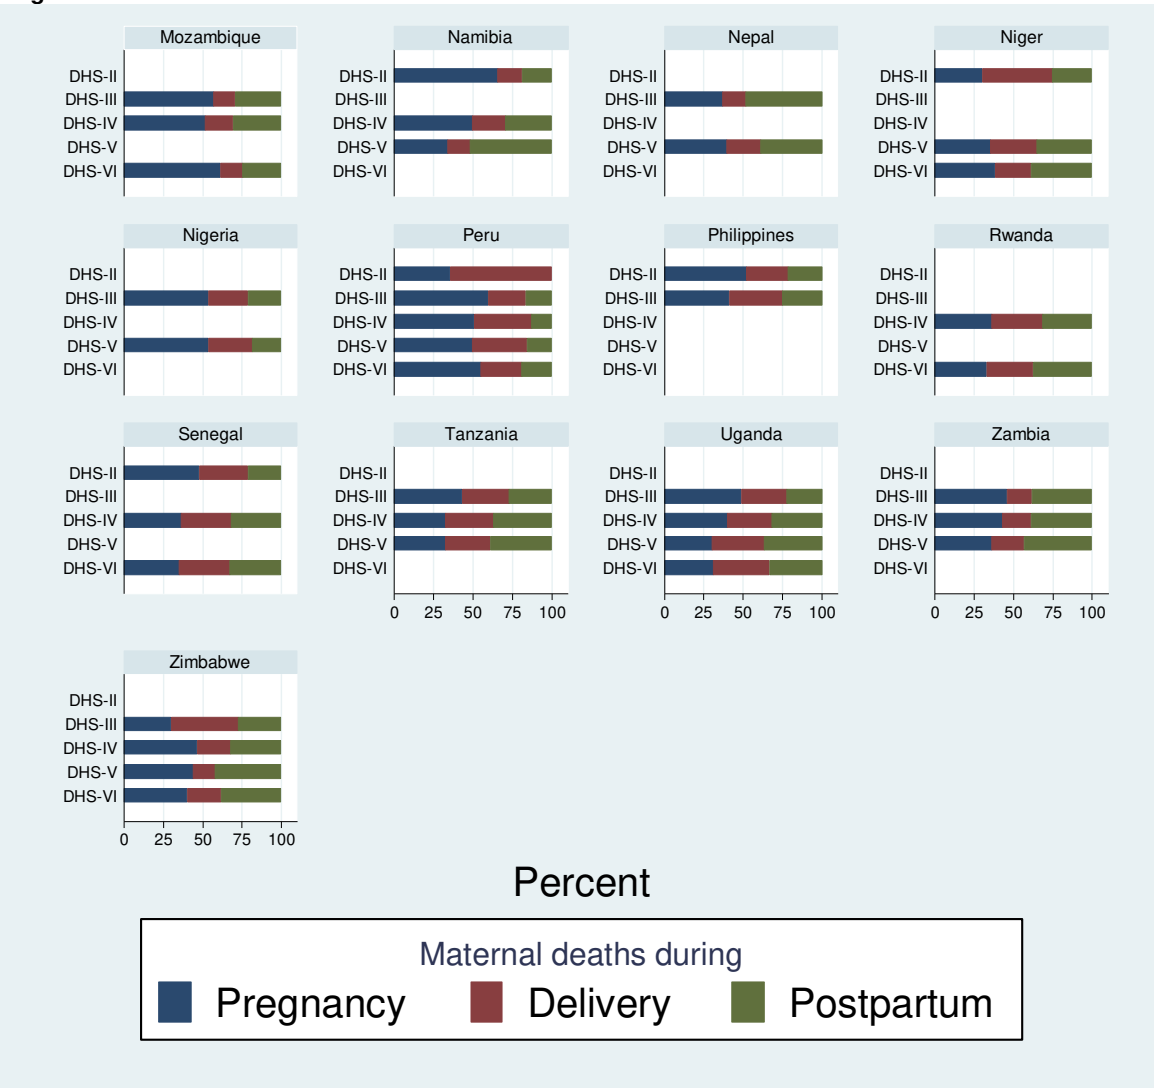 Mozambique Namibia Nepal Niger
DHS-II DHS-II DHS-II DHS-II
DHS-III DHS-III DHS-III DHS-III
DHS-IV DHS-IV DHS-IV DHS-IV
DHS-V DHS-V DHS-V DHS-V
DHS-VI DHS-VI DHS-VI DHS-VI
Nigeria Peru Philippines Rwanda
DHS-II DHS-II DHS-II DHS-II
DHS-III DHS-III DHS-III DHS-III
DHS-IV DHS-IV DHS-IV DHS-IV
DHS-V DHS-V DHS-V DHS-V
DHS-VI DHS-VI DHS-VI DHS-VI
Senegal Tanzania Uganda Zambia
DHS-II DHS-II DHS-II DHS-II
DHS-III DHS-III DHS-III DHS-III
DHS-IV DHS-IV DHS-IV DHS-IV
DHS-V DHS-V DHS-V DHS-V
DHS-VI DHS-VI DHS-VI DHS-VI
0 25 50 75 100 0 25 50 75 100 0 25 50 75 100
Zimbabwe
DHS-II
DHS-III
DHS-IV
DHS-V
DHS-VI
0 25 50 75 100
Percent
Maternal deaths during
Pregnancy Delivery Postpartum